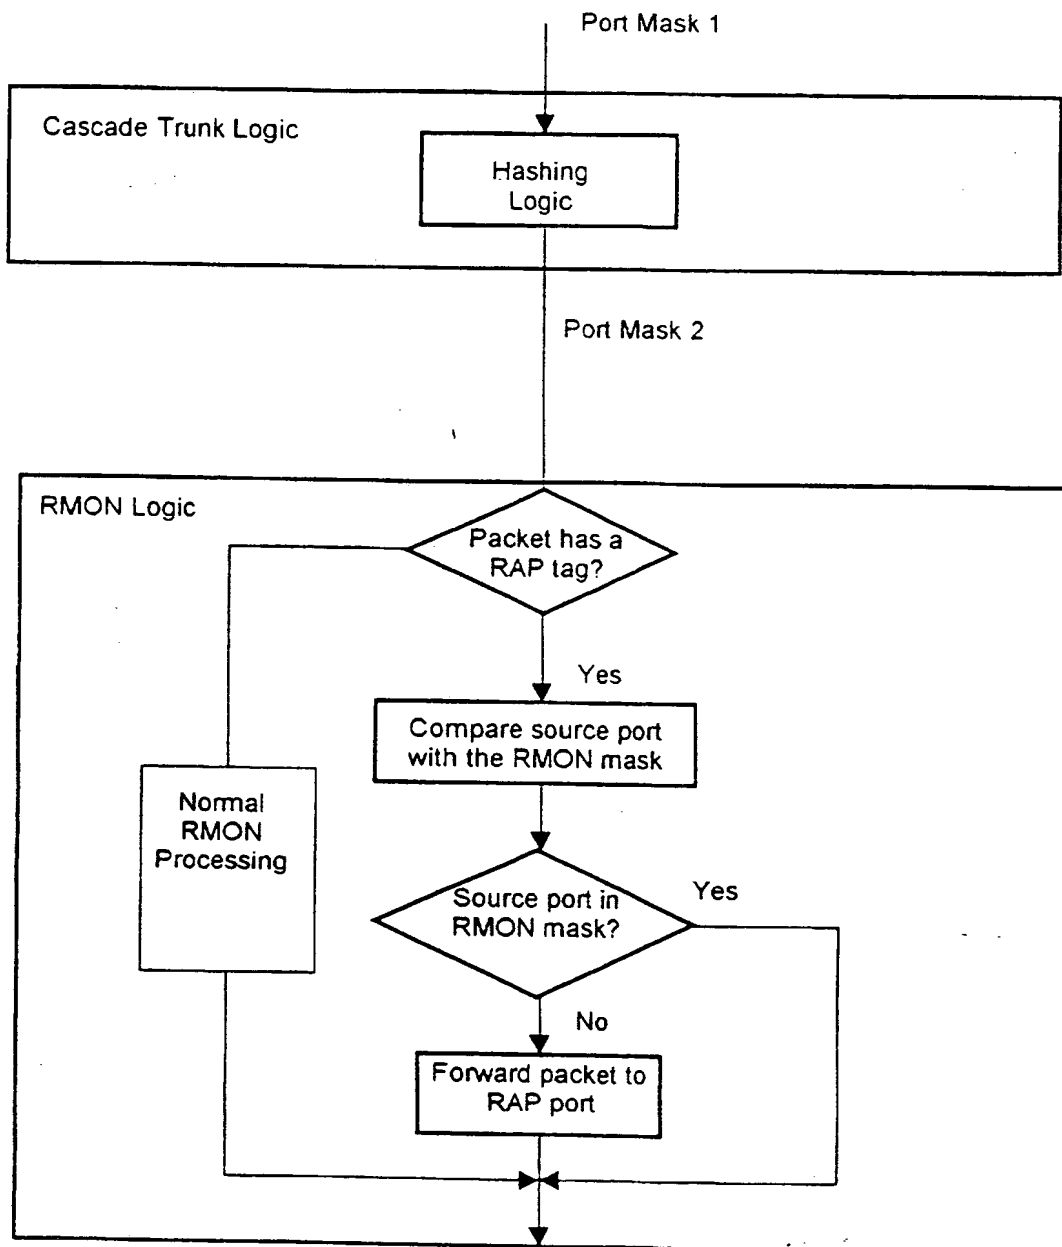 Port Mask 1
Cascade Trunk Logic
Hashing
Logic
Port Mask 2
RMON Logic
Packet has a
RAP tag?
Yes
Compare source port
with the RMON mask
Normal
RMON
Processing
Source port in
RMON mask?
Yes
No
Forward packet to
RAP port